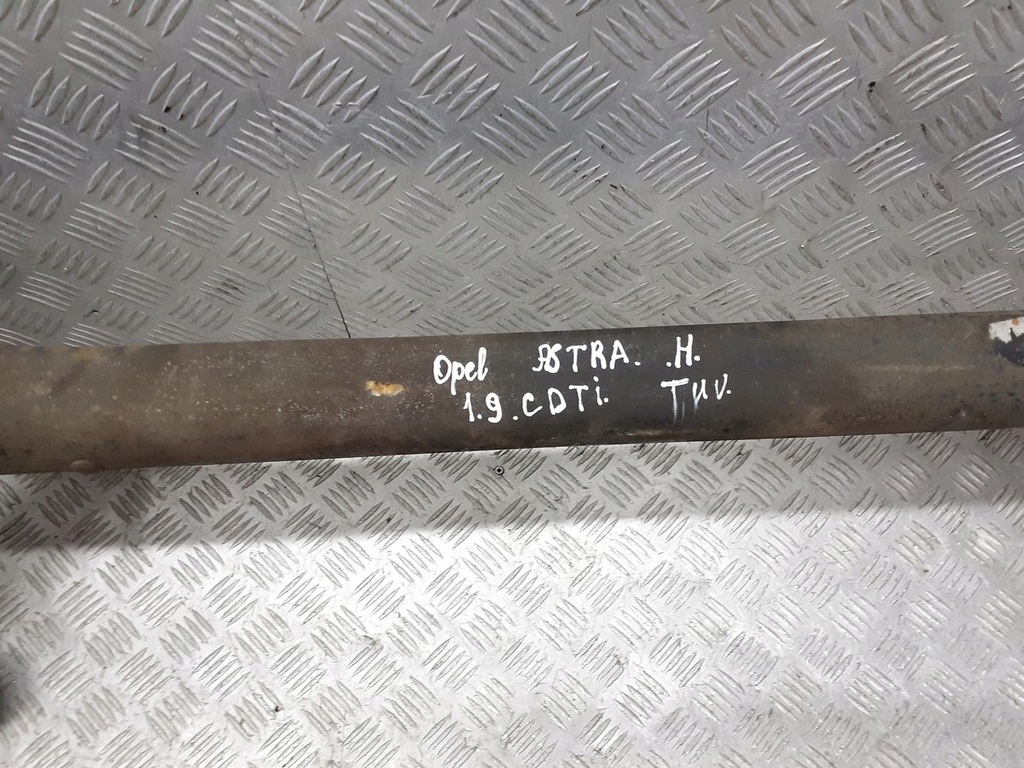 Opel ASTRA. .H.
1.9.CDTi. Tuv.